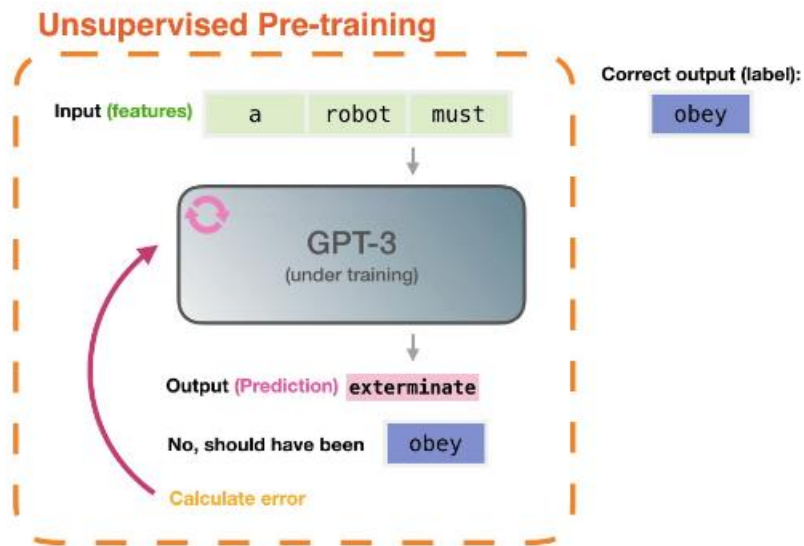 Unsupervised Pre-training
Correct output (label):
obey
Input (features) a robot must
GPT-3
(under training)
Output (Prediction) exterminate
No, should have been obey
Calculate error